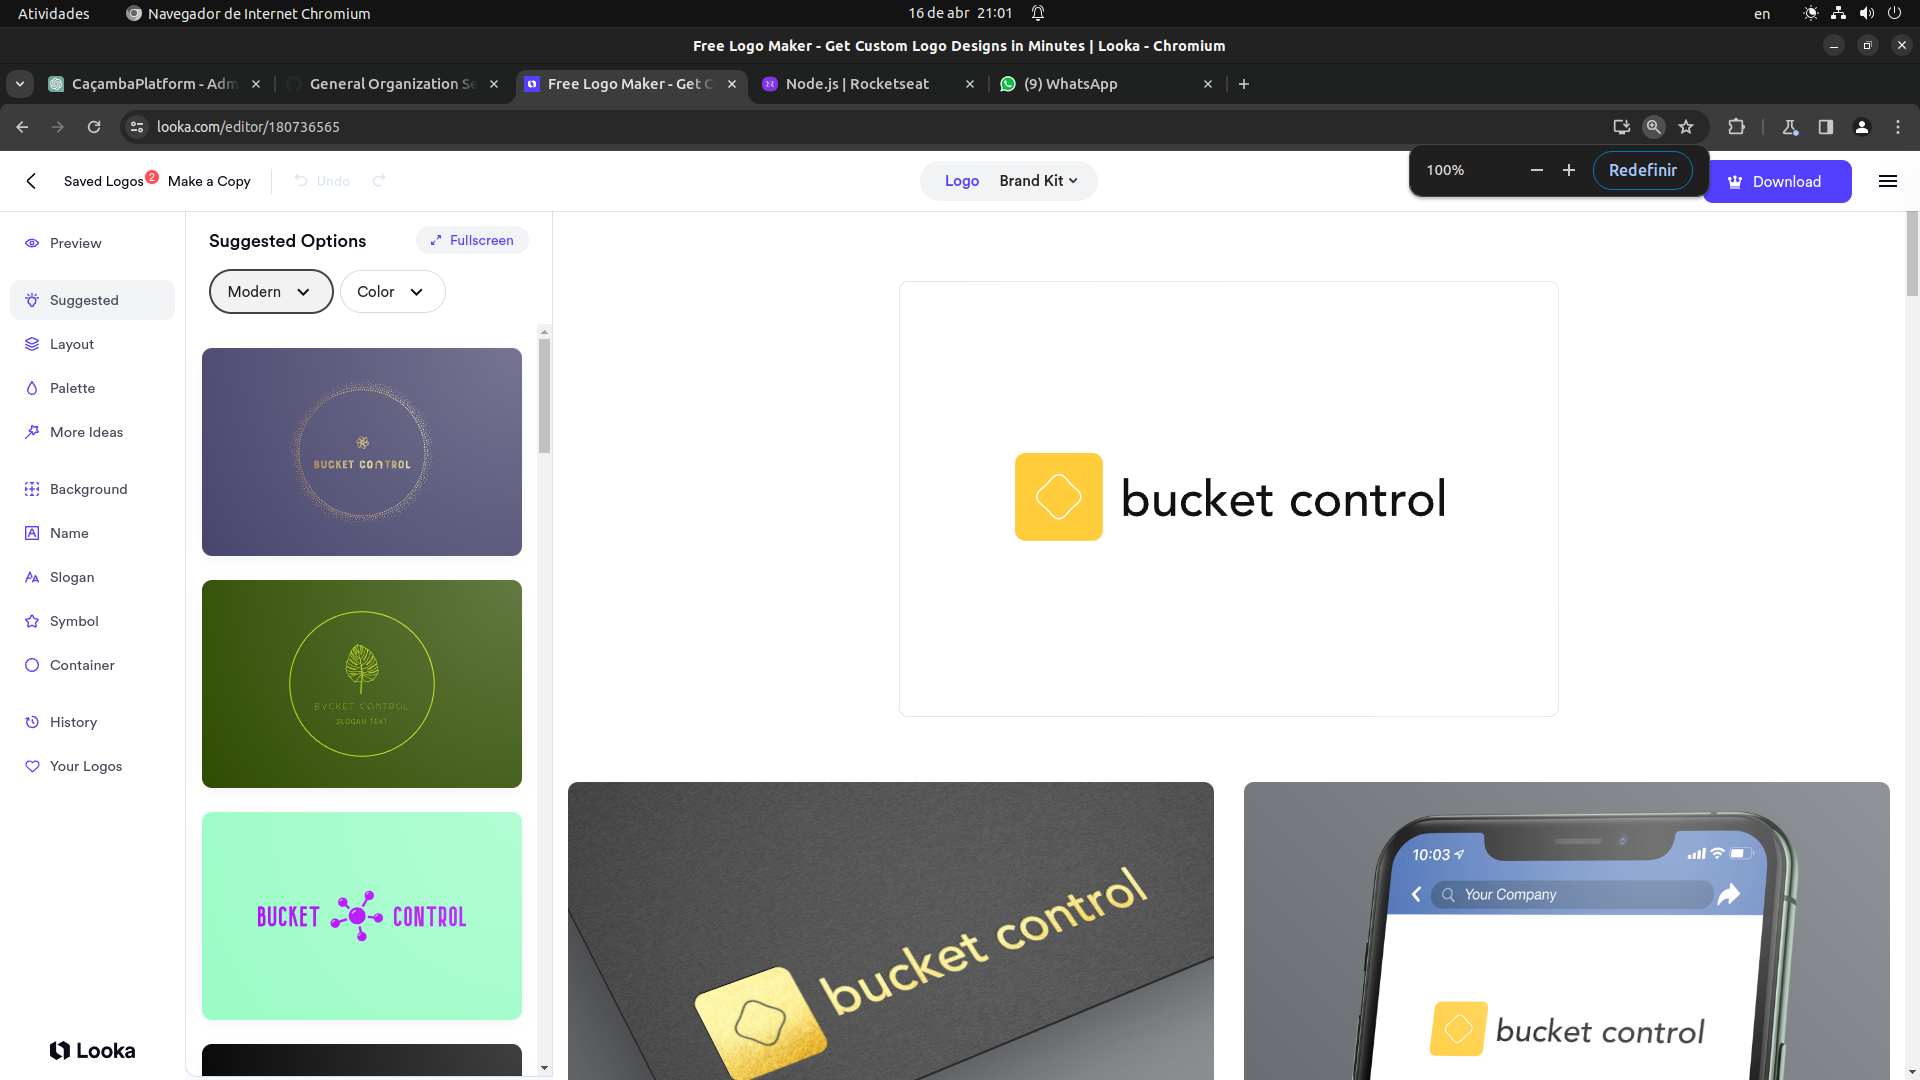 Atividades
Navegador de Internet Chromium
16 de abr 21:01
en
Free Logo Maker - Get Custom Logo Designs in Minutes | Looka - Chromium
CaçambaPlatform - Adm
General Organization Se
Free Logo Maker - Get C
Node.js | Rocketseat
(9) WhatsApp
looka.com/editor/180736565
100%
Redefinir
Saved Logos 2
Make a Copy
Undo
Logo
Brand Kit
Download
Preview
Suggested
Layout
Palette
More Ideas
Background
Name
Slogan
Symbol
Container
History
Your Logos
Looka
Suggested Options
Fullscreen
Modern
Color
BUCKET CONTROL
BUCKET CONTROL
SLOGAN TEXT
BUCKET CONTROL
bucket control
bucket control
10:03
Your Company
bucket control